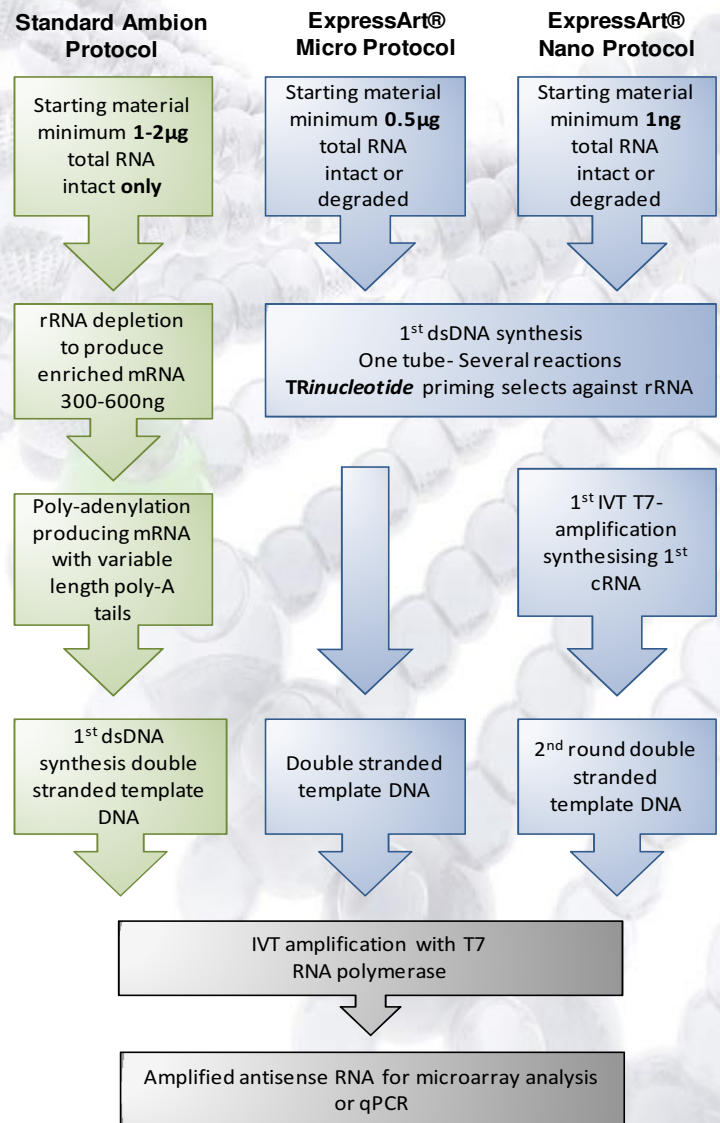 Standard Ambion
Protocol
ExpressArt®
Micro Protocol
ExpressArt®
Nano Protocol
Starting material
minimum 1-2µg
total RNA
intact only
Starting material
minimum 0.5µg
total RNA
intact or
degraded
Starting material
minimum 1ng
total RNA
intact or
degraded
rRNA depletion
to produce
enriched mRNA
300-600ng
1st dsDNA synthesis
One tube- Several reactions
TRinucleotide priming selects against rRNA
Poly-adenylation
producing mRNA
with variable
length poly-A
tails
1st IVT T7-
amplification
synthesising 1st
cRNA
1st dsDNA
synthesis double
stranded template
DNA
Double stranded
template DNA
2nd round double
stranded
template DNA
IVT amplification with T7
RNA polymerase
Amplified antisense RNA for microarray analysis
or qPCR